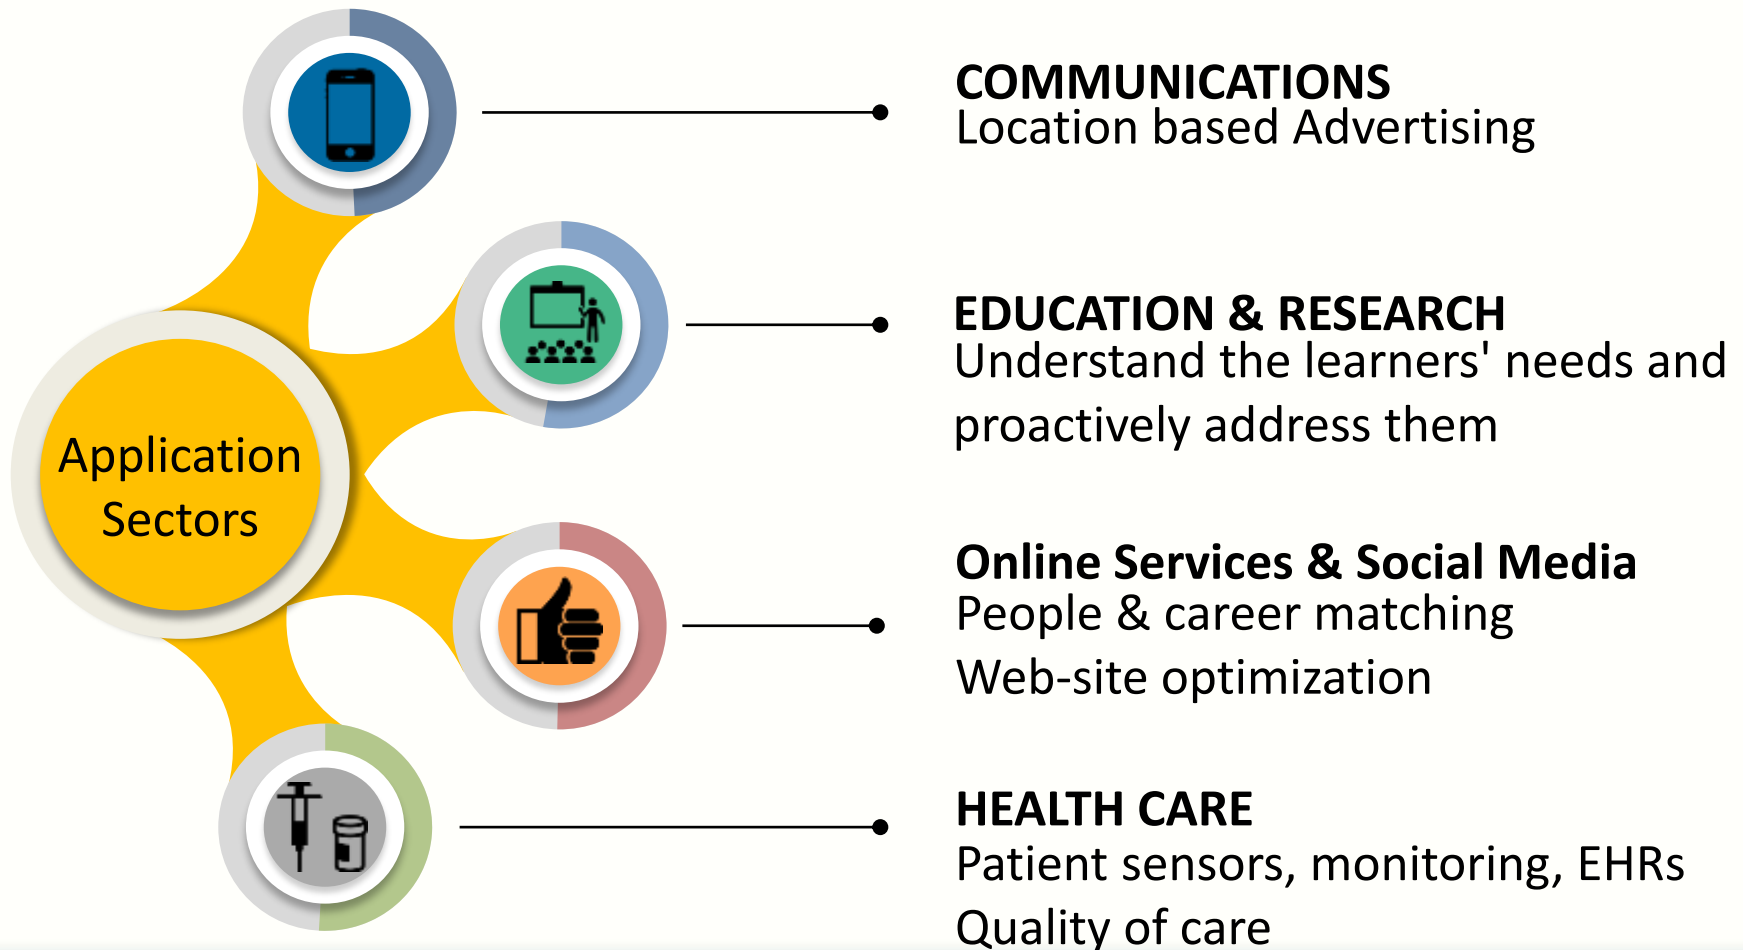 Application
Sectors
COMMUNICATIONS
Location based Advertising
EDUCATION & RESEARCH
Understand the learners' needs and
proactively address them
Online Services & Social Media
People & career matching
Web-site optimization
HEALTH CARE
Patient sensors, monitoring, EHRs
Quality of care